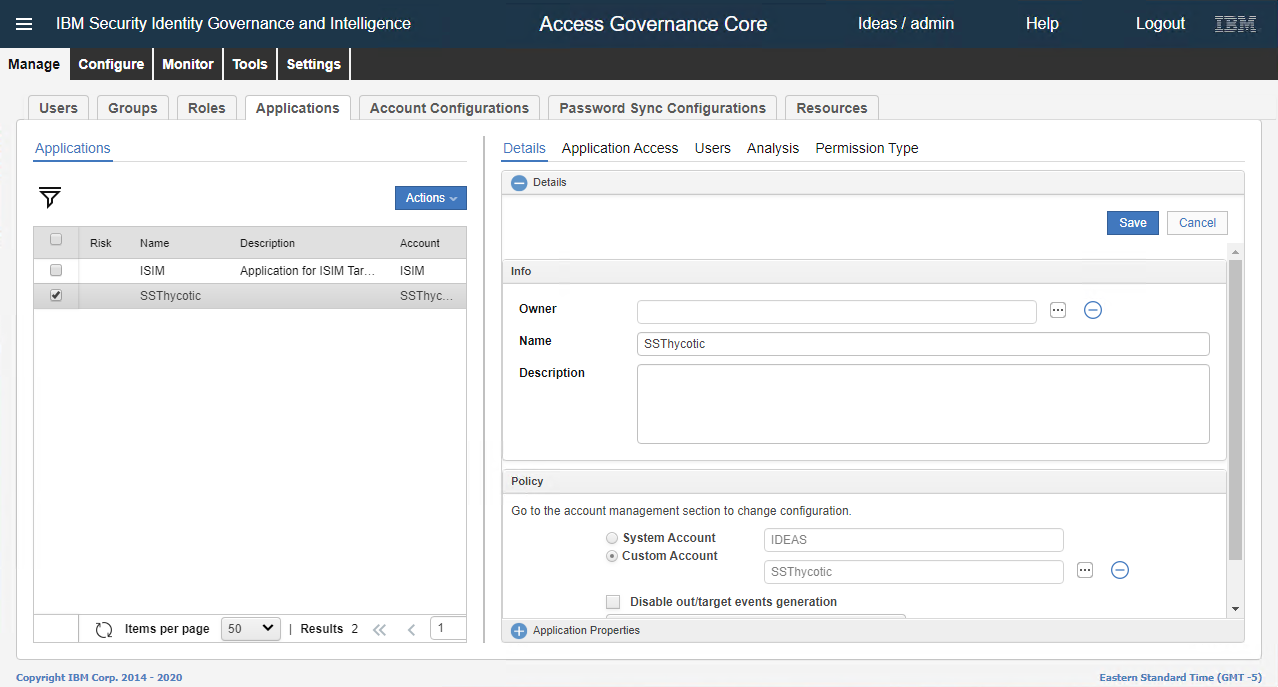 IBM Security Identity Governance and Intelligence Access Governance Core Ideas / admin Help Logout IBM
Manage Configure Monitor Tools Settings
Users Groups Roles Applications Account Configurations Password Sync Configurations Resources
Applications
Actions
Risk Name Description Account
ISIM Application for ISIM Tar... ISIM
SSThycotic SSThyc...
Items per page 50 | Results 2 1
Details Application Access Users Analysis Permission Type
Details
Save Cancel
Info
Owner
Name SSThycotic
Description
Policy
Go to the account management section to change configuration.
System Account IDEAS
Custom Account
SSThycotic
Disable out/target events generation
Application Properties
Copyright IBM Corp. 2014 - 2020 Eastern Standard Time (GMT -5)